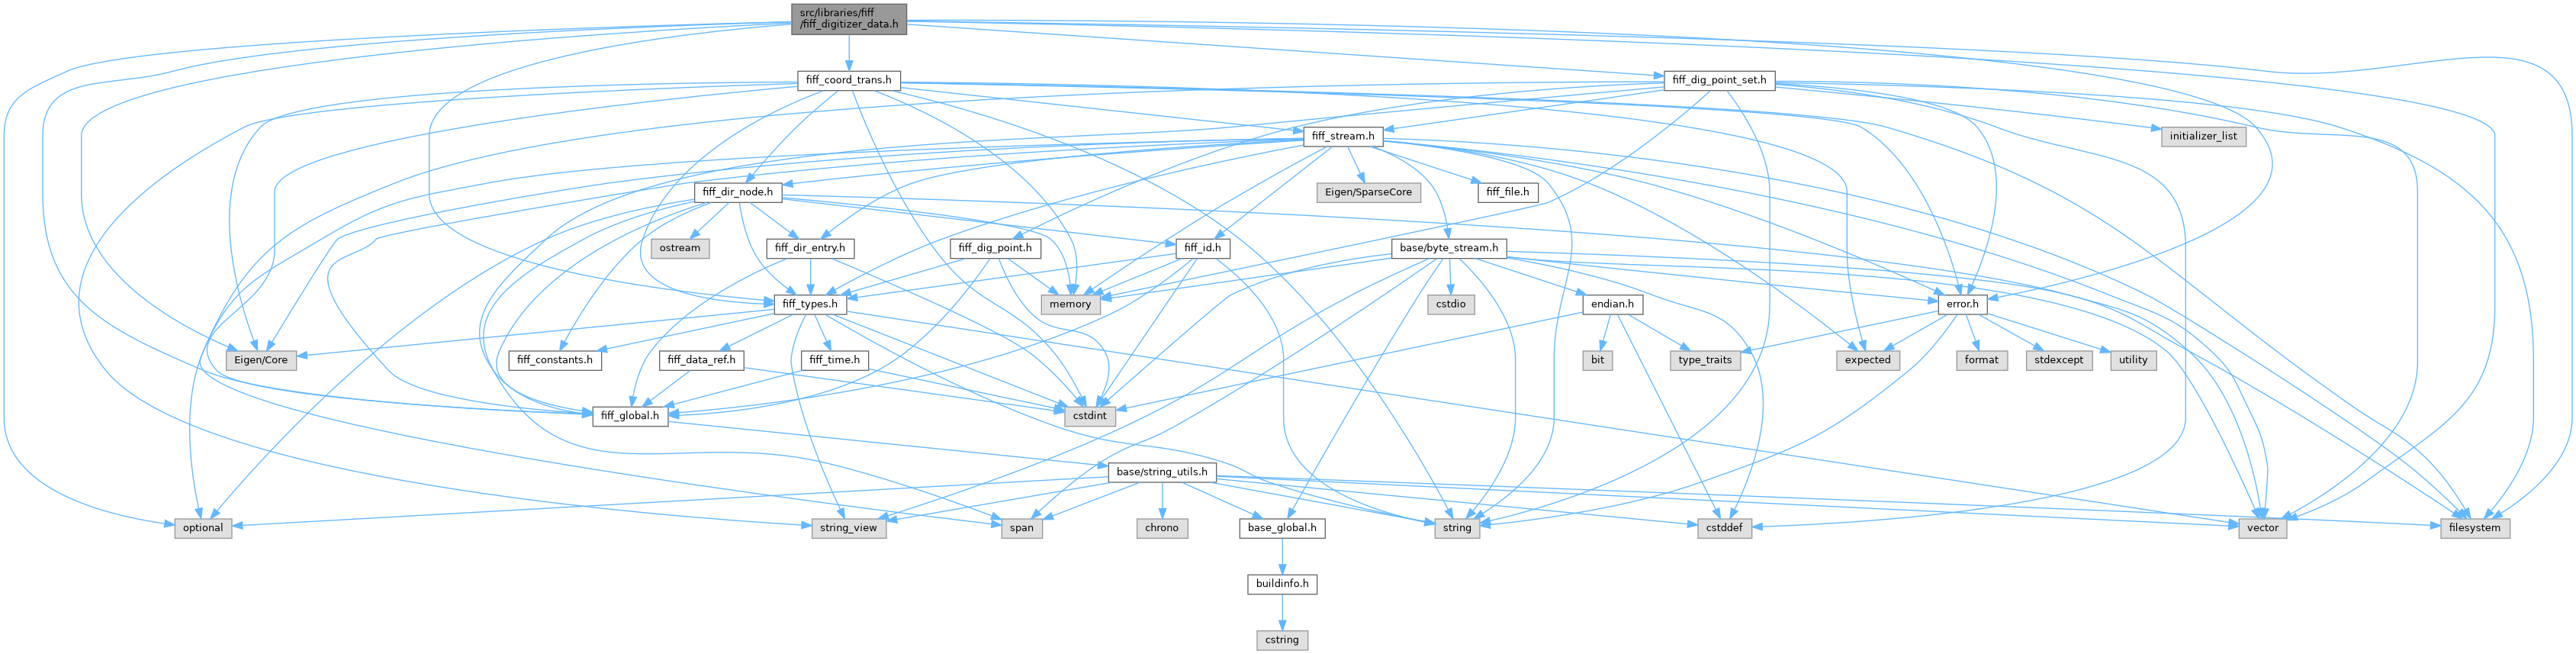 src/libraries/fiff
/fiff_digitizer_data.h
fiff_coord_trans.h
fiff_dig_point_set.h
fiff_stream.h
initializer_list
fiff_dir_node.h
Eigen/SparseCore
fiff_file.h
ostream
fiff_dir_entry.h
fiff_dig_point.h
fiff_id.h
base/byte_stream.h
fiff_types.h
memory
cstdio
endian.h
error.h
Eigen/Core
fiff_constants.h
fiff_data_ref.h
fiff_time.h
bit
type_traits
expected
format
stdexcept
utility
fiff_global.h
cstdint
base/string_utils.h
optional
string_view
span
chrono
base_global.h
string
cstddef
vector
filesystem
buildinfo.h
cstring